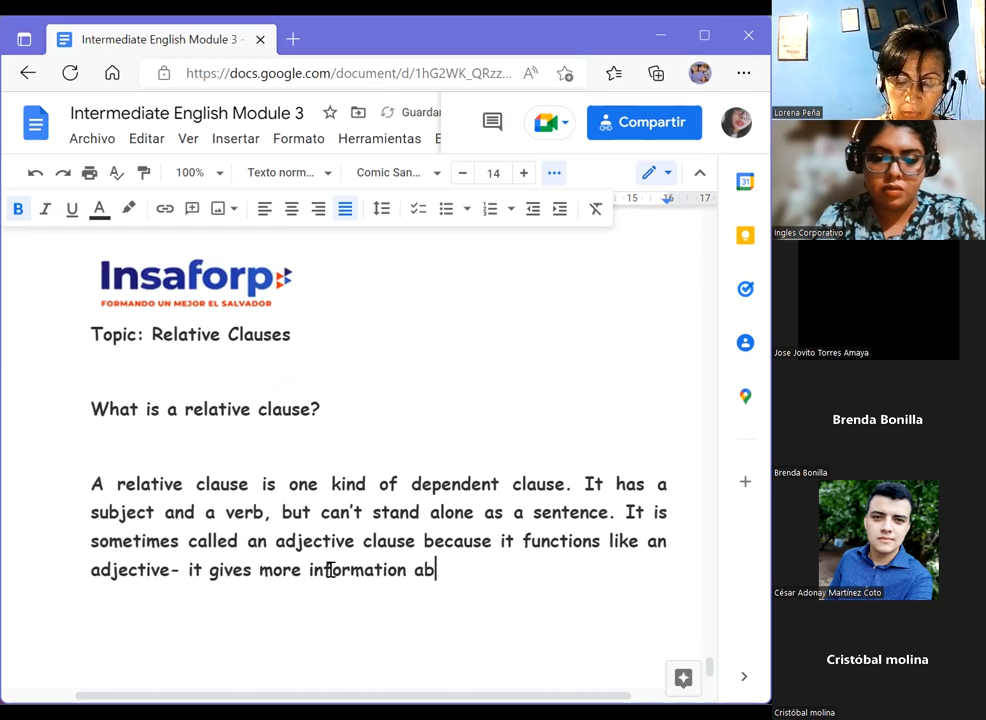 Intermediate English Module 3 -
https://docs.google.com/document/d/1hG2WK_QRzz...
Intermediate English Module 3
Guardar
Archivo Editar Ver Insertar Formato Herramientas E
Compartir
100% Texto norm... Comic San... 14
15 16 17
31
Insaforp
FORMANDO UN MEJOR EL SALVADOR
Topic: Relative Clauses
What is a relative clause?
A relative clause is one kind of dependent clause. It has a
subject and a verb, but can't stand alone as a sentence. It is
sometimes called an adjective clause because it functions like an
adjective- it gives more information ab
Lorena Peña
Ingles Corporativo
Jose Jovito Torres Amaya
Brenda Bonilla
Brenda Bonilla
César Adonay Martínez Coto
Cristóbal molina
Cristóbal molina